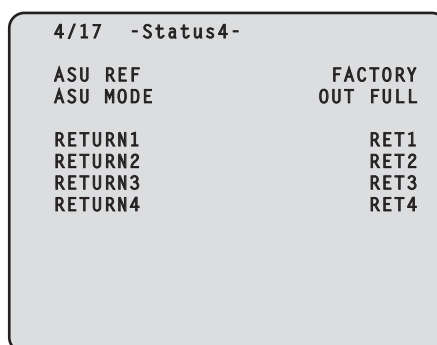 4/17 -Status4-
ASU REF FACTORY
ASU MODE OUT FULL
RETURN1 RET1
RETURN2 RET2
RETURN3 RET3
RETURN4 RET4